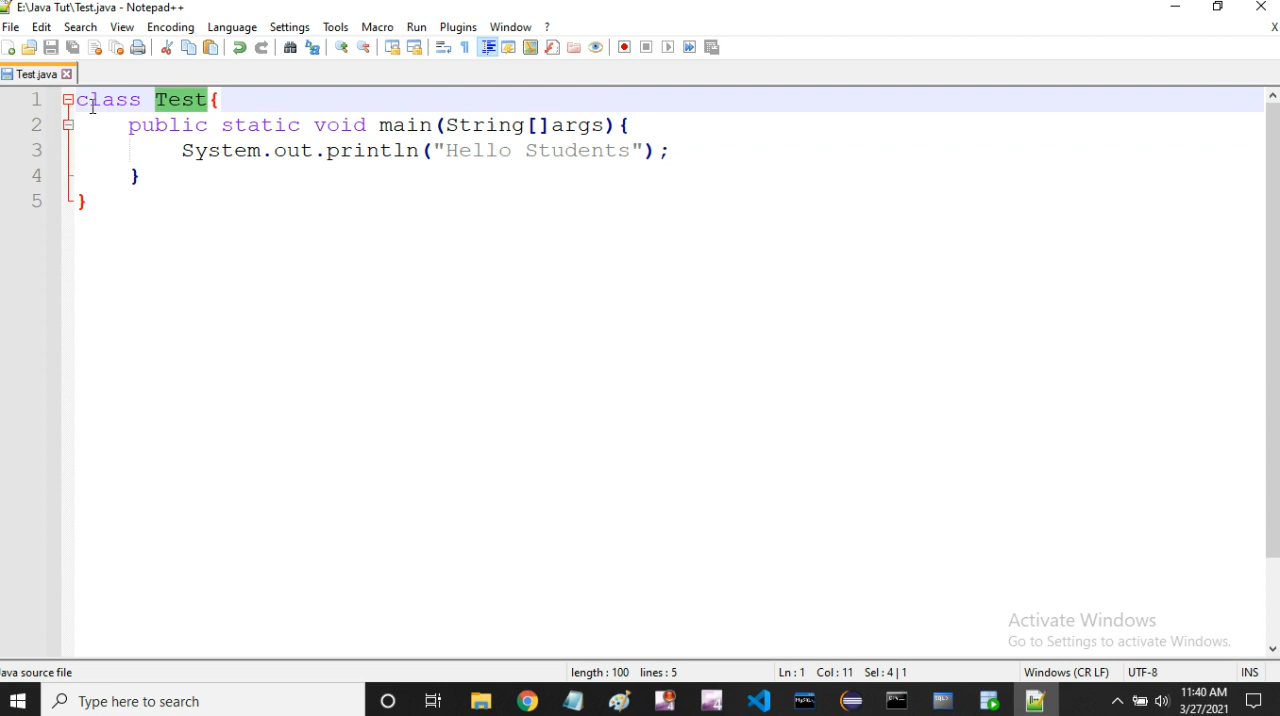 E:\Java Tut\Test.java - Notepad++
File Edit Search View Encoding Language Settings Tools Macro Run Plugins Window ?
X
Test.java
1 class Test{
2 public static void main(String[]args){
3 System.out.println("Hello Students");
4 }
5 }
Activate Windows
Go to Settings to activate Windows.
ava source file length : 100 lines : 5 Ln : 1 Col : 11 Sel : 4 | 1 Windows (CR LF) UTF-8 INS
Type here to search
11:40 AM
3/27/2021